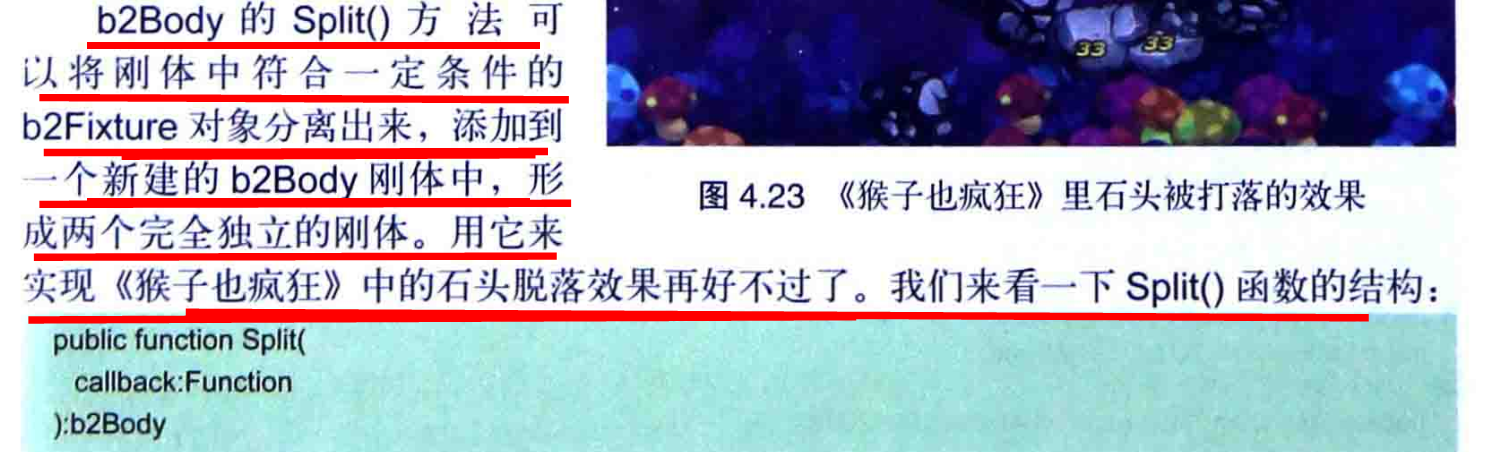 33
33
b2Body 的 Split() 方 法 可
以将刚体中符合一定条件的
b2Fixture 对象分离出来，添加到
一个新建的 b2Body 刚体中，形
成两个完全独立的刚体。用它来
图 4.23 《猴子也疯狂》里石头被打落的效果
实现《猴子也疯狂》中的石头脱落效果再好不过了。我们来看一下 Split() 函数的结构：
public function Split(
callback:Function
):b2Body